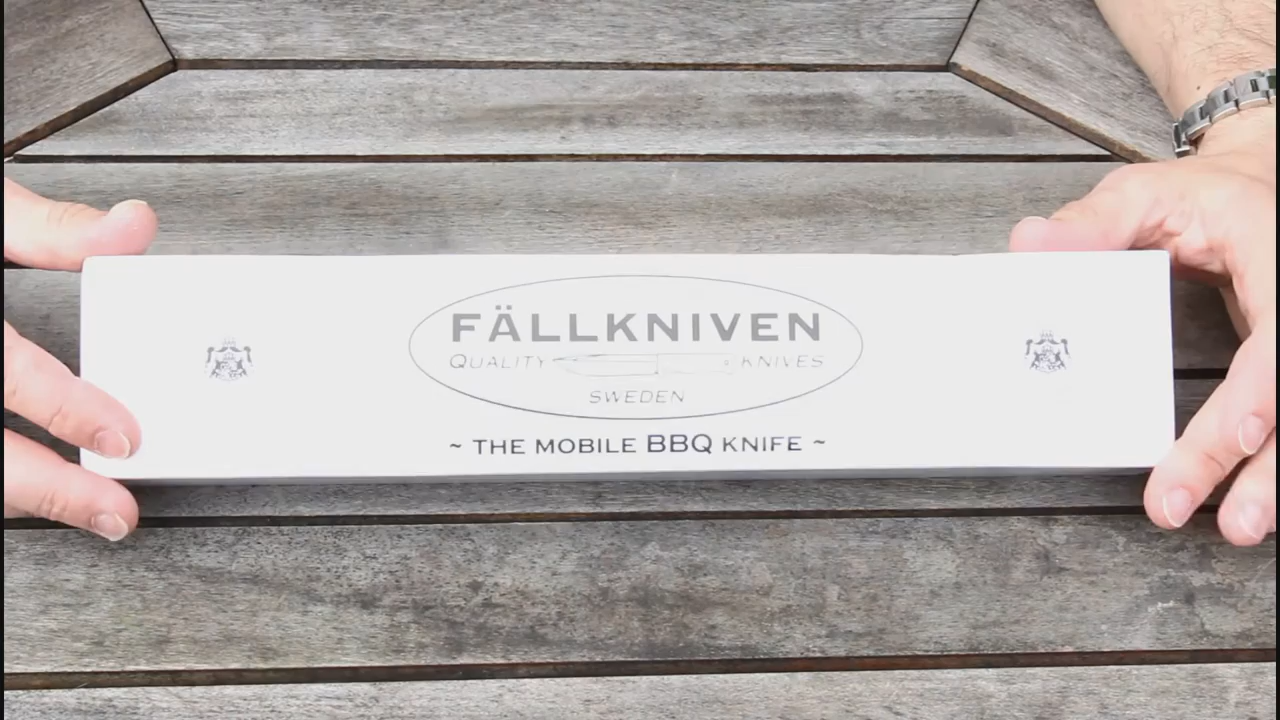 FÄLLKNIVEN
QUALITY KNIVES
SWEDEN
~ THE MOBILE BBQ KNIFE ~